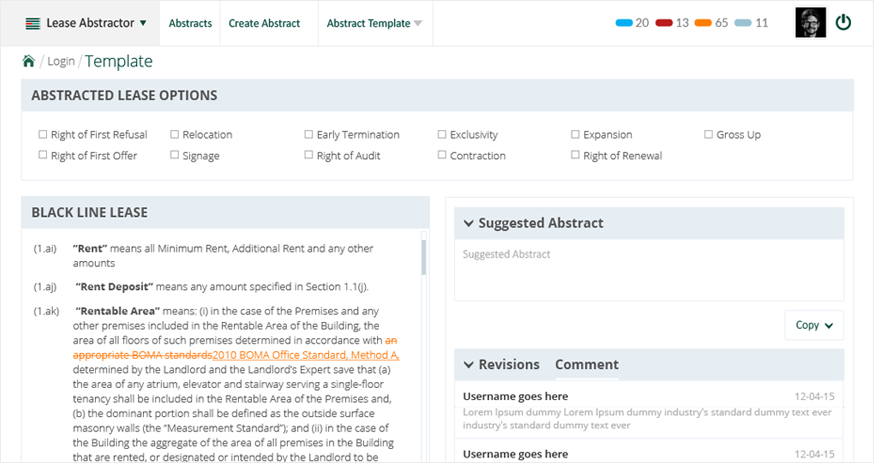 Lease Abstractor
Abstracts
Create Abstract
Abstract Template
20
13
65
11
/ Login / Template
ABSTRACTED LEASE OPTIONS
Right of First Refusal
Relocation
Early Termination
Exclusivity
Expansion
Gross Up
Right of First Offer
Signage
Right of Audit
Contraction
Right of Renewal
BLACK LINE LEASE
(1.ai) “Rent” means all Minimum Rent, Additional Rent and any other
amounts
(1.aj) “Rent Deposit” means any amount specified in Section 1.1(j).
(1.ak) “Rentable Area” means: (i) in the case of the Premises and any
other premises included in the Rentable Area of the Building, the
area of all floors of such premises determined in accordance with an
appropriate BOMA standards2010 BOMA Office Standard, Method A,
determined by the Landlord and the Landlord’s Expert save that (a)
the area of any atrium, elevator and stairway serving a single-floor
tenancy shall be included in the Rentable Area of the Premises and,
(b) the dominant portion shall be defined as the outside surface
masonry walls (the “Measurement Standard”); and (ii) in the case of
the Building the aggregate of the area of all premises in the Building
that are rented, or designated or intended by the Landlord to be
Suggested Abstract
Suggested Abstract
Copy
Revisions
Comment
Username goes here 12-04-15
Lorem Ipsum dummy Lorem Ipsum dummy industry's standard dummy text ever
industry's standard dummy text ever
Username goes here 12-04-15